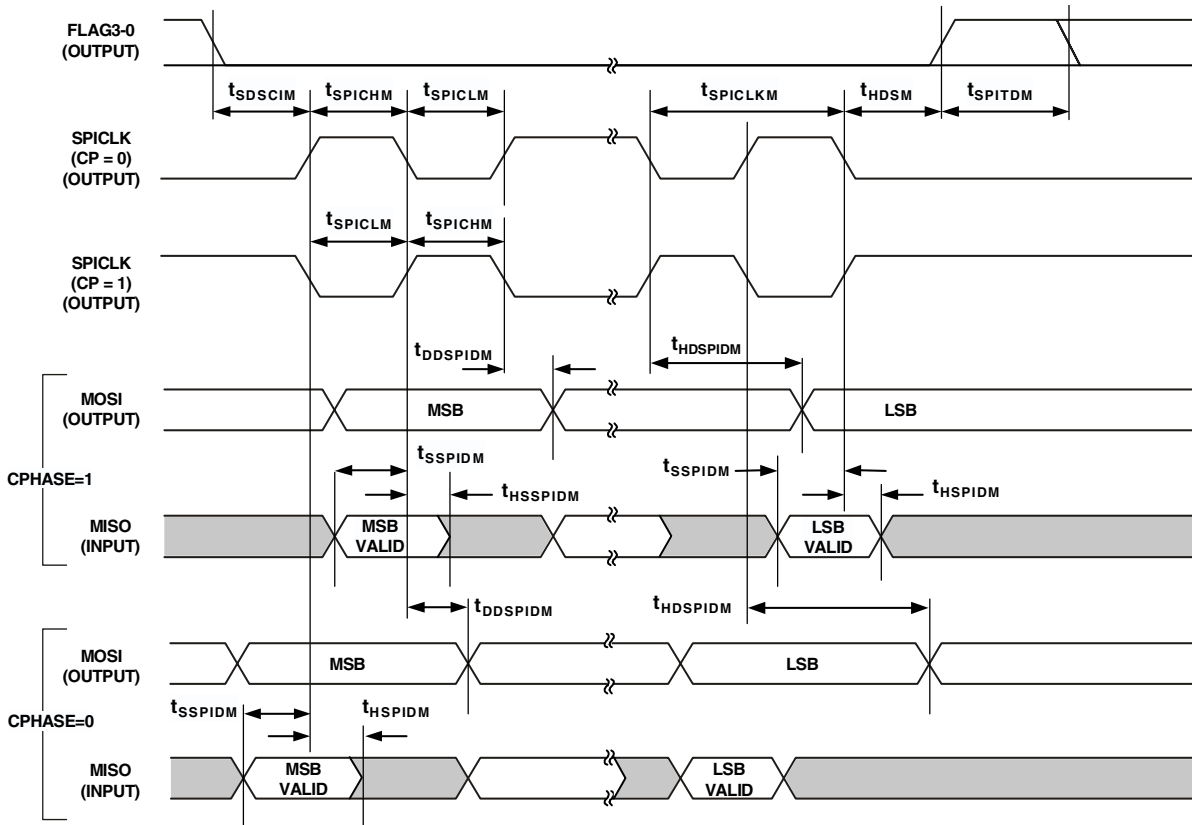 FLAG3-0
(OUTPUT)
tSDSCIM
tSPICHM
tSPICLM
tSPICLKM
tHDSM
tSPITDM
SPICLK
(CP = 0)
(OUTPUT)
tSPICLM
tSPICHM
SPICLK
(CP = 1)
(OUTPUT)
tDDSPIDM
tHDSPIDM
MOSI
(OUTPUT)
MSB
LSB
CPHASE=1
tSSPIDM
tSSPIDM
tHSSPIDM
tHSPIDM
MISO
(INPUT)
MSB
VALID
LSB
VALID
tDDSPIDM
tHDSPIDM
MOSI
(OUTPUT)
MSB
LSB
CPHASE=0
tSSPIDM
tHSPIDM
MISO
(INPUT)
MSB
VALID
LSB
VALID